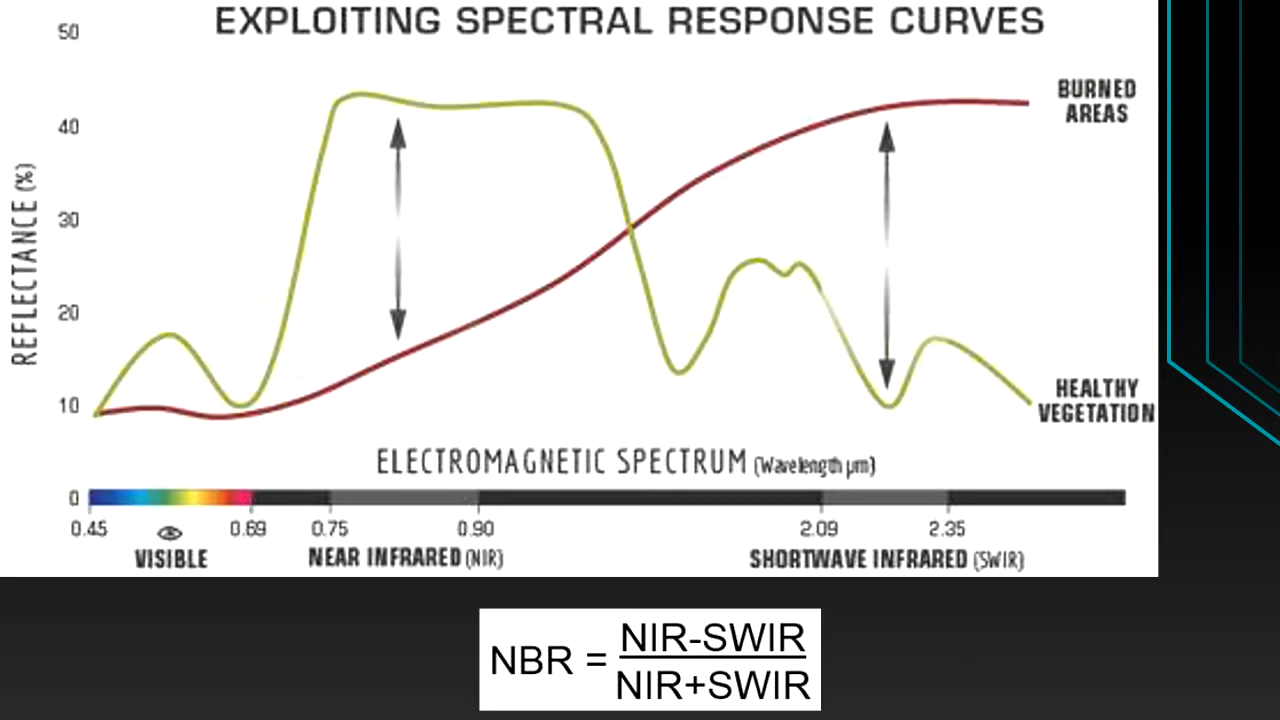 EXPLOITING SPECTRAL RESPONSE CURVES
50
40
30
20
10
0
REFLECTANCE (%)
BURNED
AREAS
HEALTHY
VEGETATION
ELECTROMAGNETIC SPECTRUM (Wavelength µm)
0.45 0.69 0.75 0.90 2.09 2.35
VISIBLE NEAR INFRARED (NIR) SHORTWAVE INFRARED (SWIR)
NBR = NIR-SWIR
NIR+SWIR